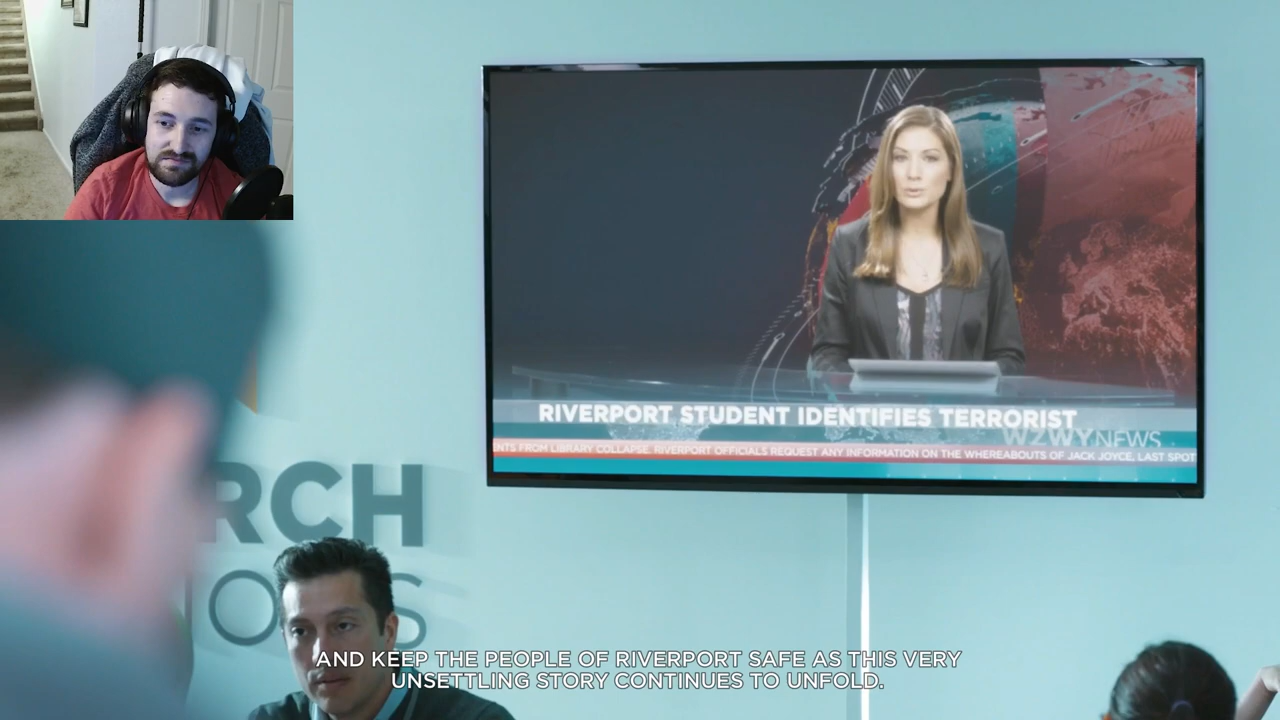 RIVERPORT STUDENT IDENTIFIES TERRORIST
WZWY NEWS
NTS FROM LIBRARY COLLAPSE. RIVERPORT OFFICIALS REQUEST ANY INFORMATION ON THE WHEREABOUTS OF JACK JOYCE, LAST SPOT
RCH
AND KEEP THE PEOPLE OF RIVERPORT SAFE AS THIS VERY
UNSETTLING STORY CONTINUES TO UNFOLD.